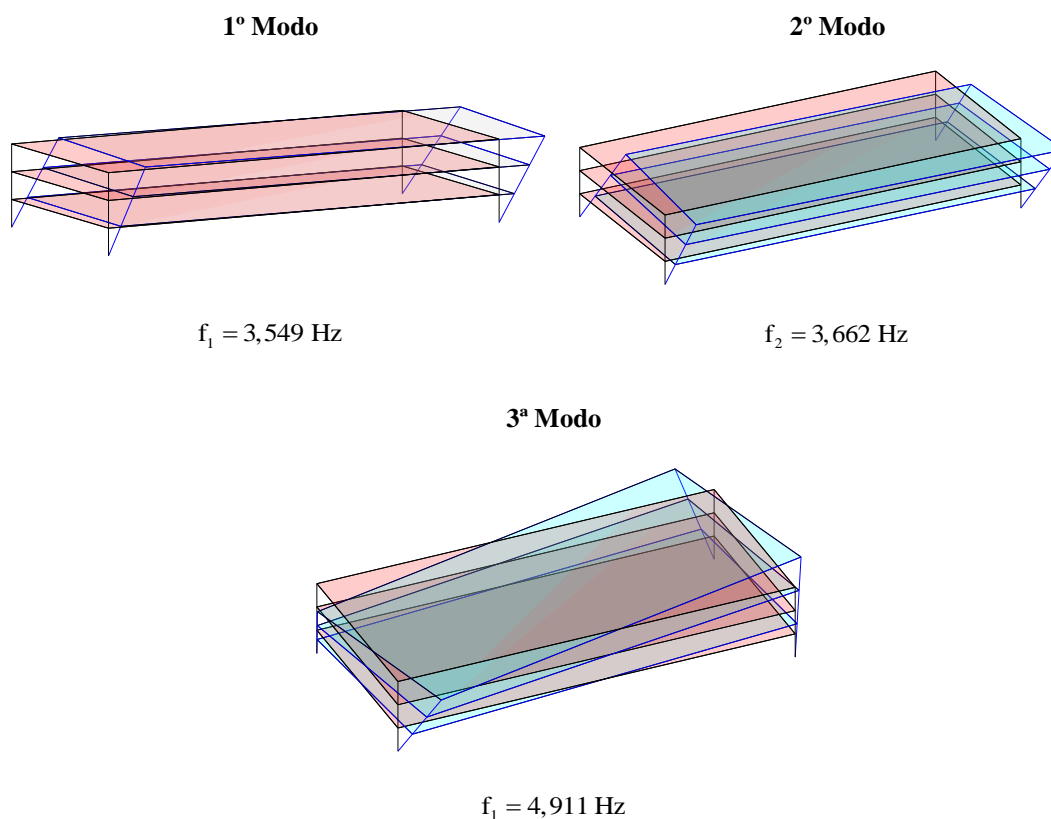 1º Modo
2º Modo
f₁ = 3,549 Hz
f₂ = 3,662 Hz
3ª Modo
f₁ = 4,911 Hz